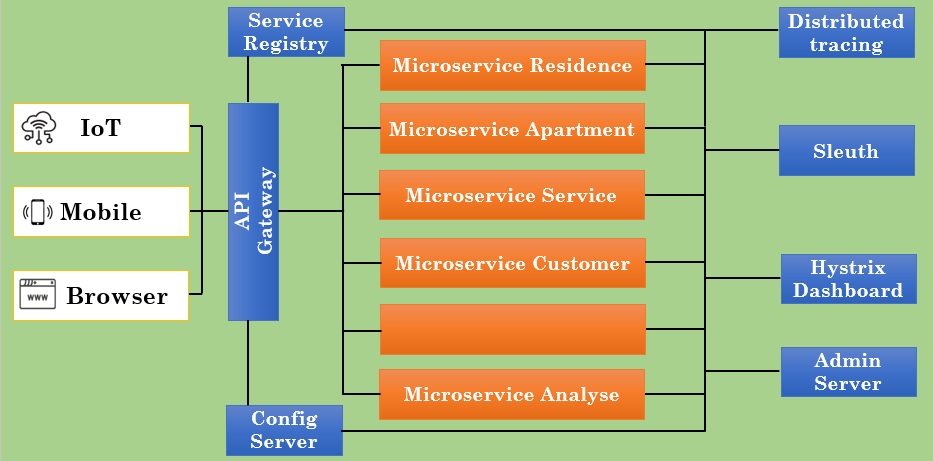 Service
Registry
Distributed
tracing
Microservice Residence
IoT
Microservice Apartment
Sleuth
API
Gateway
Mobile
Microservice Service
Microservice Customer
Hystrix
Dashboard
WWW
Browser
Microservice Analyse
Admin
Server
Config
Server